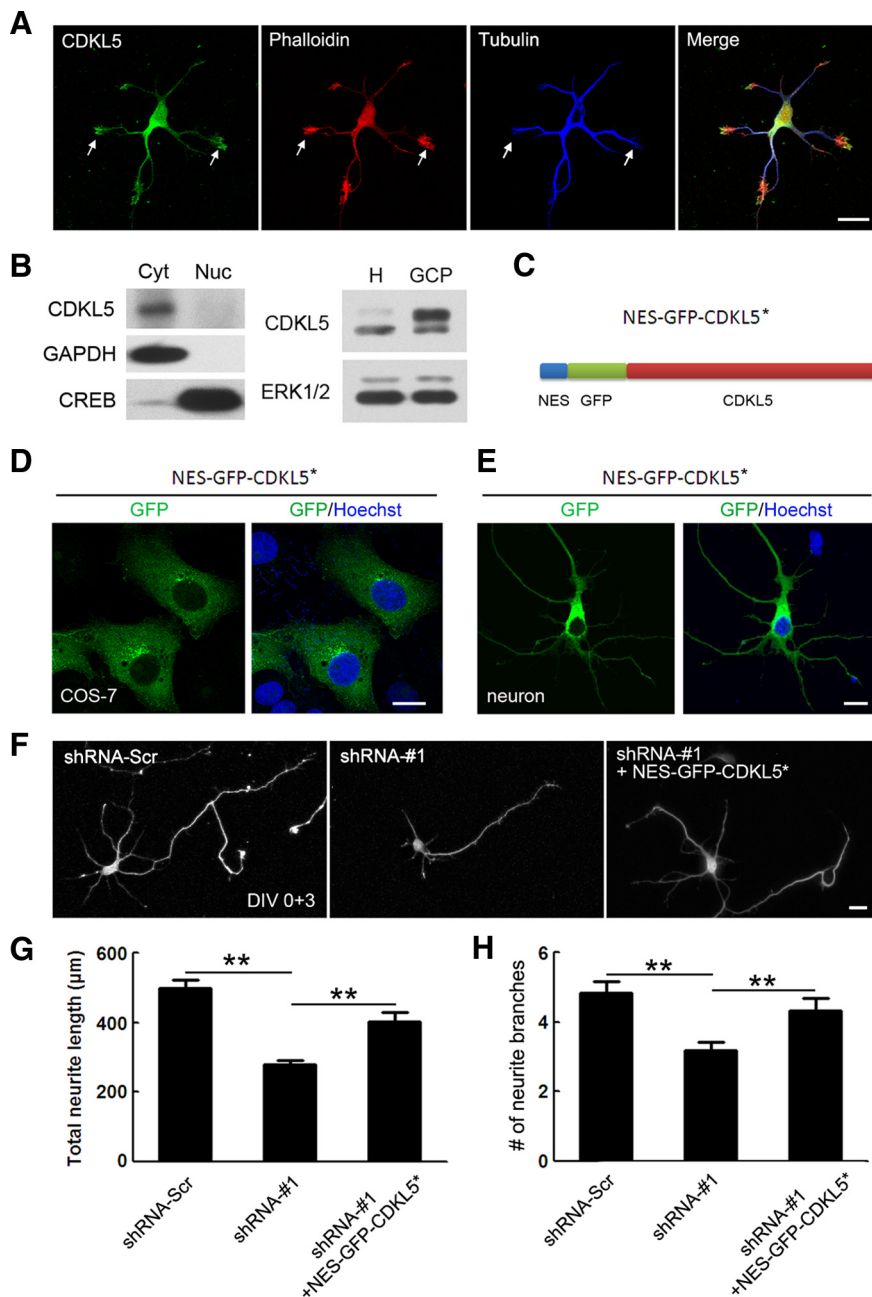 A
CDKL5
Phalloidin
Tubulin
Merge
B
Cyt Nuc
CDKL5
GAPDH
CREB
H GCP
CDKL5
ERK1/2
C
NES-GFP-CDKL5*
NES GFP CDKL5
D
NES-GFP-CDKL5*
GFP GFP/Hoechst
COS-7
E
NES-GFP-CDKL5*
GFP GFP/Hoechst
neuron
F
shRNA-Scr
DIV 0+3
shRNA-#1
shRNA-#1
+ NES-GFP-CDKL5*
G
Total neurite length (µm)
600
400
200
0
**
**
shRNA-Scr
shRNA-#1
shRNA-#1
+NES-GFP-CDKL5*
H
# of neurite branches
6
4
2
0
**
**
shRNA-Scr
shRNA-#1
shRNA-#1
+NES-GFP-CDKL5*